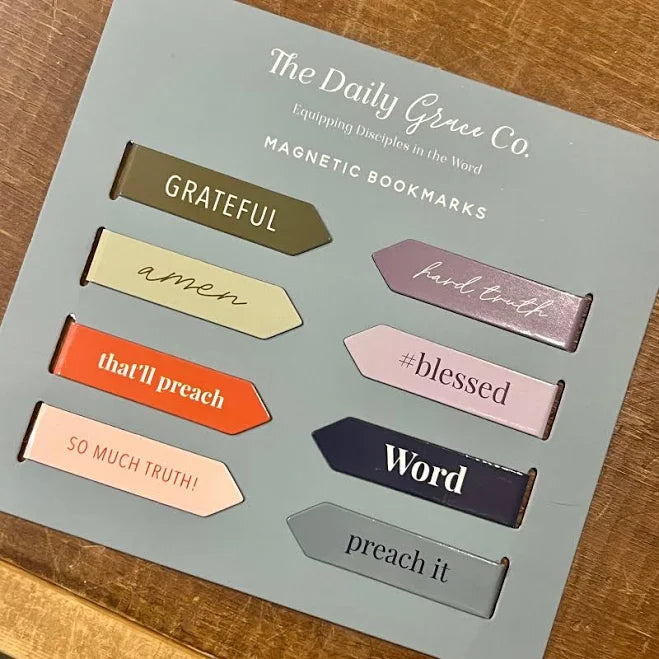 The Daily Grace Co.
Equipping Disciples in the Word
MAGNETIC BOOKMARKS
GRATEFUL
amen
that'll preach
SO MUCH TRUTH!
hard truth
#blessed
Word
preach it